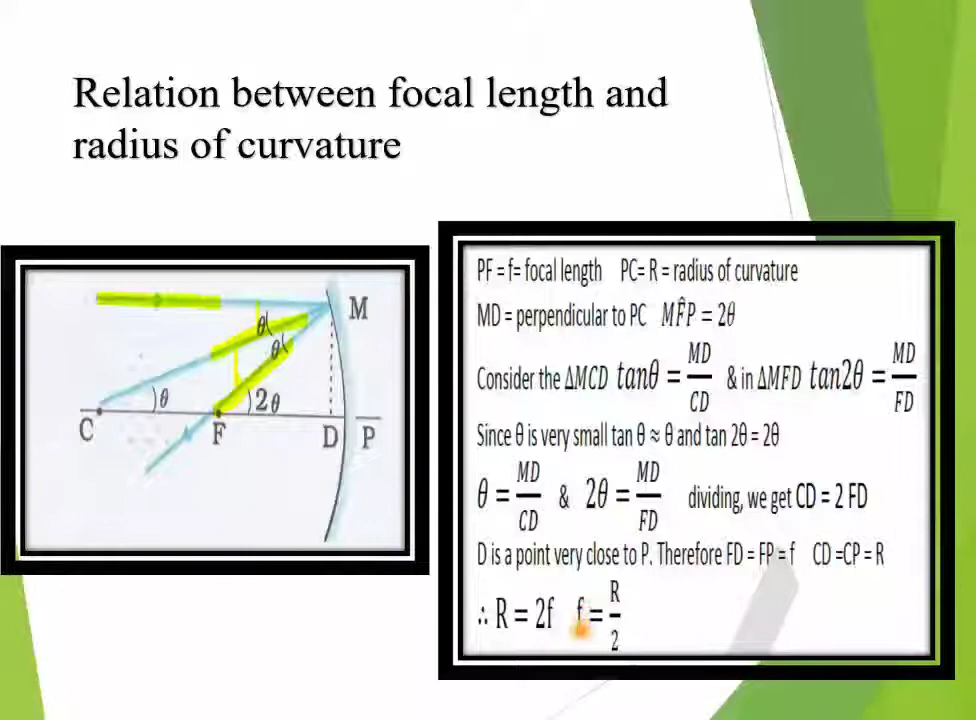 Relation between focal length and
radius of curvature
M
θ
θ
θ
2θ
C
F
D
P
PF = f= focal length PC= R = radius of curvature
MD = perpendicular to PC MF̂P = 2θ
Consider the ΔMCD tanθ = MD/CD & in ΔMFD tan2θ = MD/FD
Since θ is very small tan θ ≈ θ and tan 2θ = 2θ
θ = MD/CD & 2θ = MD/FD dividing, we get CD = 2 FD
D is a point very close to P. Therefore FD = FP = f CD =CP = R
∴ R = 2f f = R/2